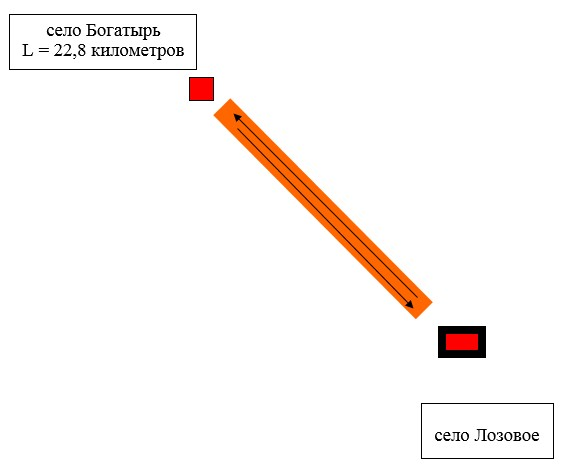 село Богатырь
L = 22,8 километров
село Лозовое